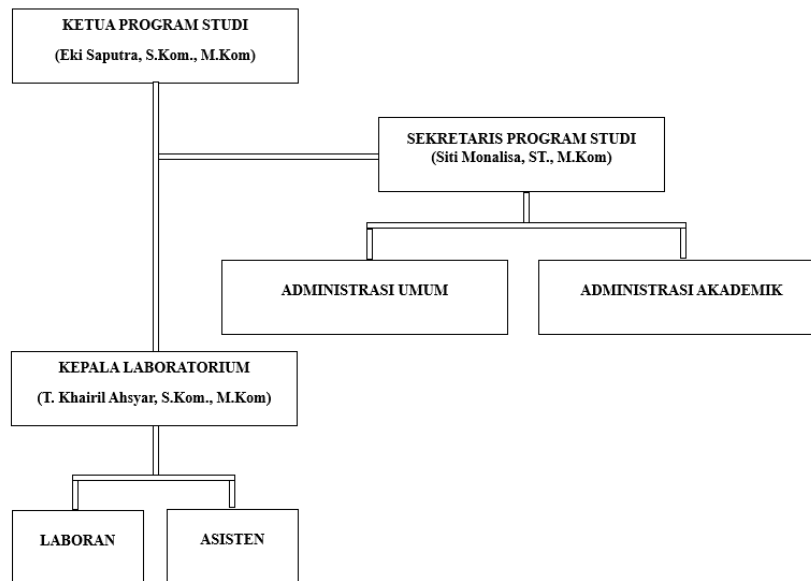 KETUA PROGRAM STUDI
(Eki Saputra, S.Kom., M.Kom)
SEKRETARIS PROGRAM STUDI
(Siti Monalisa, ST., M.Kom)
ADMINISTRASI UMUM
ADMINISTRASI AKADEMIK
KEPALA LABORATORIUM
(T. Khairil Ahsyar, S.Kom., M.Kom)
LABORAN
ASISTEN